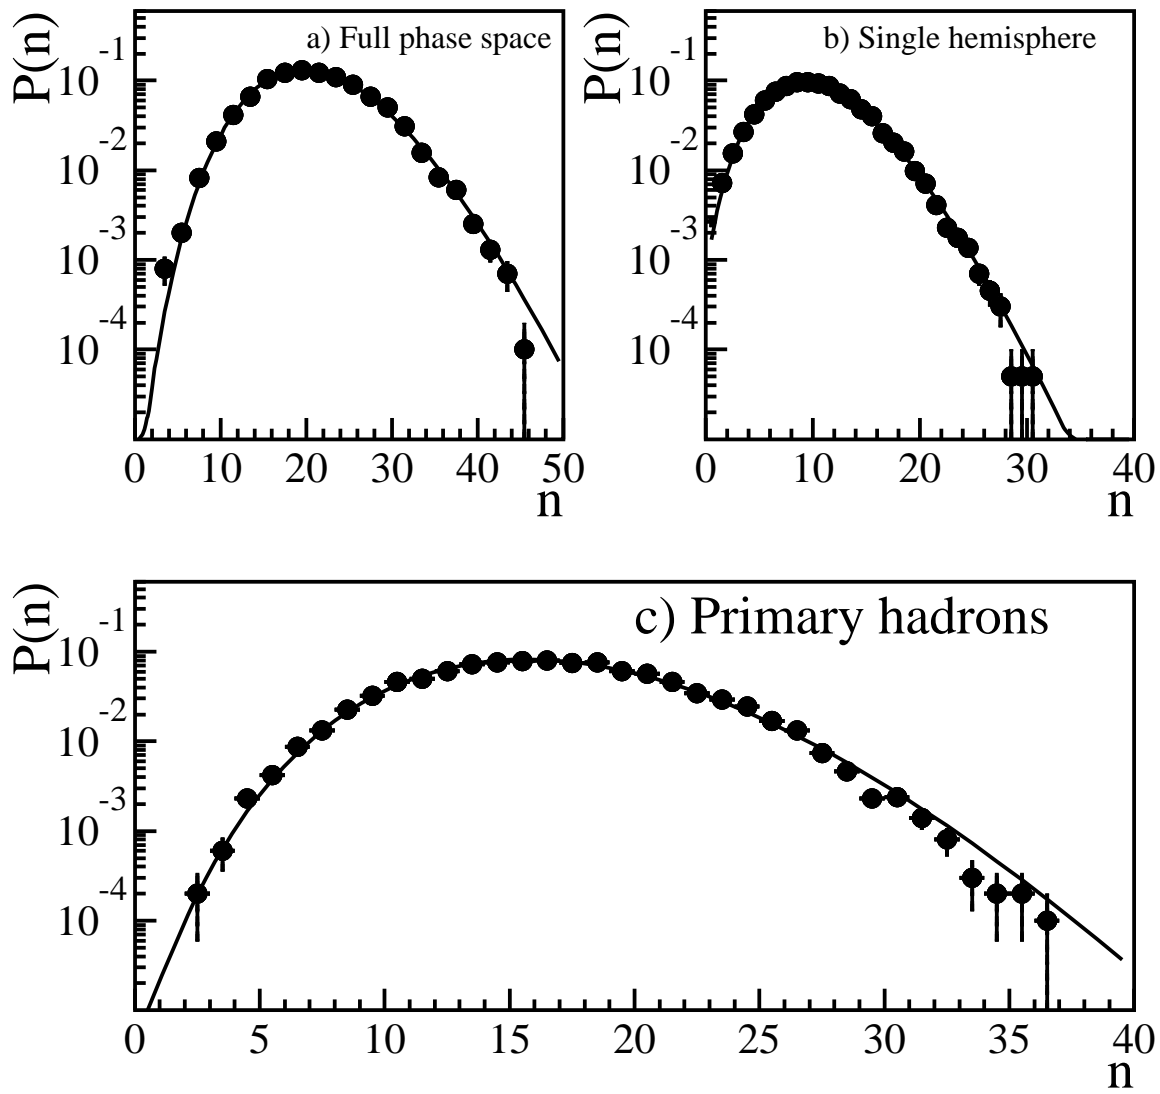 a) Full phase space
P(n)
10 -1
10 -2
10 -3
10 -4
0 10 20 30 40 50
n
b) Single hemisphere
P(n)
10 -1
10 -2
10 -3
10 -4
0 10 20 30 40
n
c) Primary hadrons
P(n)
10 -1
10 -2
10 -3
10 -4
0 5 10 15 20 25 30 35 40
n